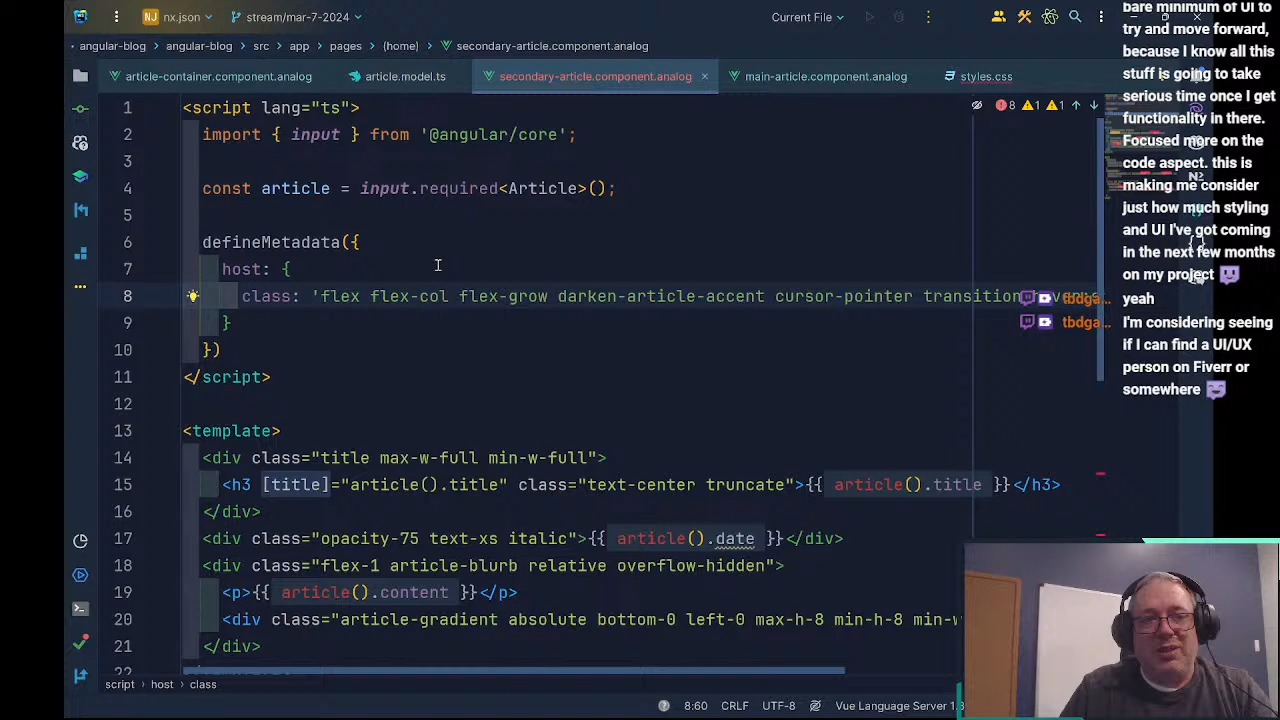 NJ nx.json stream/mar-7-2024 Current File
angular-blog angular-blog src app pages (home) secondary-article.component.analog
article-container.component.analog article.model.ts secondary-article.component.analog main-article.component.analog styles.css
8 1 1
1 <script lang="ts">
2 import { input } from '@angular/core';
3
4 const article = input.required<Article>();
5
6 defineMetadata({
7 host: {
8 class: 'flex flex-col flex-grow darken-article-accent cursor-pointer transition
9 }
10 })
11 </script>
12
13 <template>
14 <div class="title max-w-full min-w-full">
15 <h3 [title]="article().title" class="text-center truncate">{{ article().title }}</h3>
16 </div>
17 <div class="opacity-75 text-xs italic">{{ article().date }}</div>
18 <div class="flex-1 article-blurb relative overflow-hidden">
19 <p>{{ article().content }}</p>
20 <div class="article-gradient absolute bottom-0 left-0 max-h-8 min-h-8 min-w-
21 </div>
22
script host class
8:60 CRLF UTF-8 Vue Language Server 1.8
bare minimum of UI to
try and move forward,
because I know all this
stuff is going to take
serious time once I get
functionality in there.
Focused more on the
code aspect. this is
making me consider
just how much styling
and UI I've got coming
in the next few months
on my project
tbdga... yeah
tbdga... I'm considering seeing
if I can find a UI/UX
person on Fiverr or
somewhere